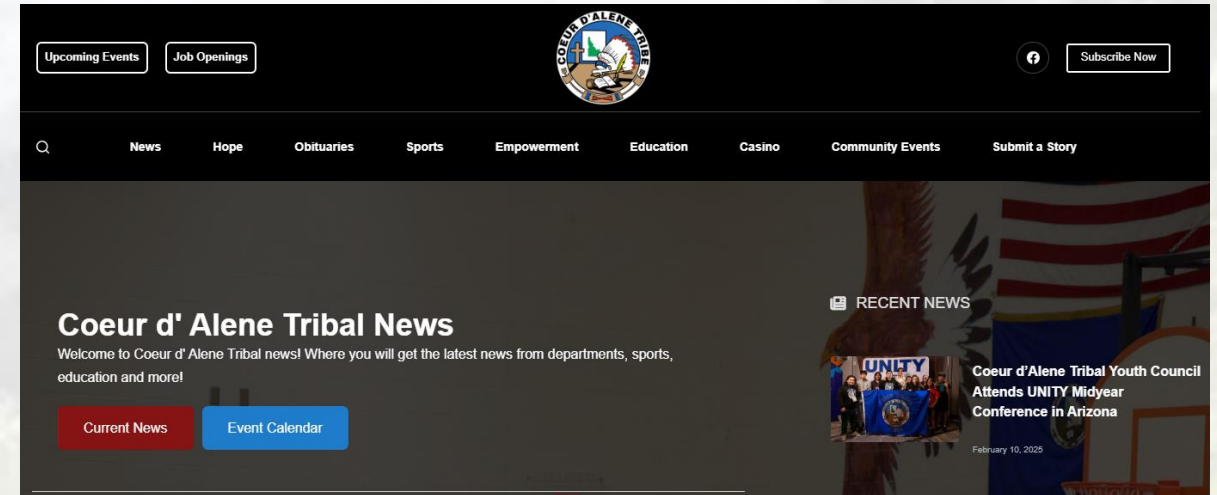 Upcoming Events
Job Openings
COEUR D'ALENE TRIBE
Subscribe Now
News
Hope
Obituaries
Sports
Empowerment
Education
Casino
Community Events
Submit a Story
Coeur d' Alene Tribal News
Welcome to Coeur d' Alene Tribal news! Where you will get the latest news from departments, sports,
education and more!
Current News
Event Calendar
RECENT NEWS
UNITY
Coeur d’Alene Tribal Youth Council
Attends UNITY Midyear
Conference in Arizona
February 10, 2025